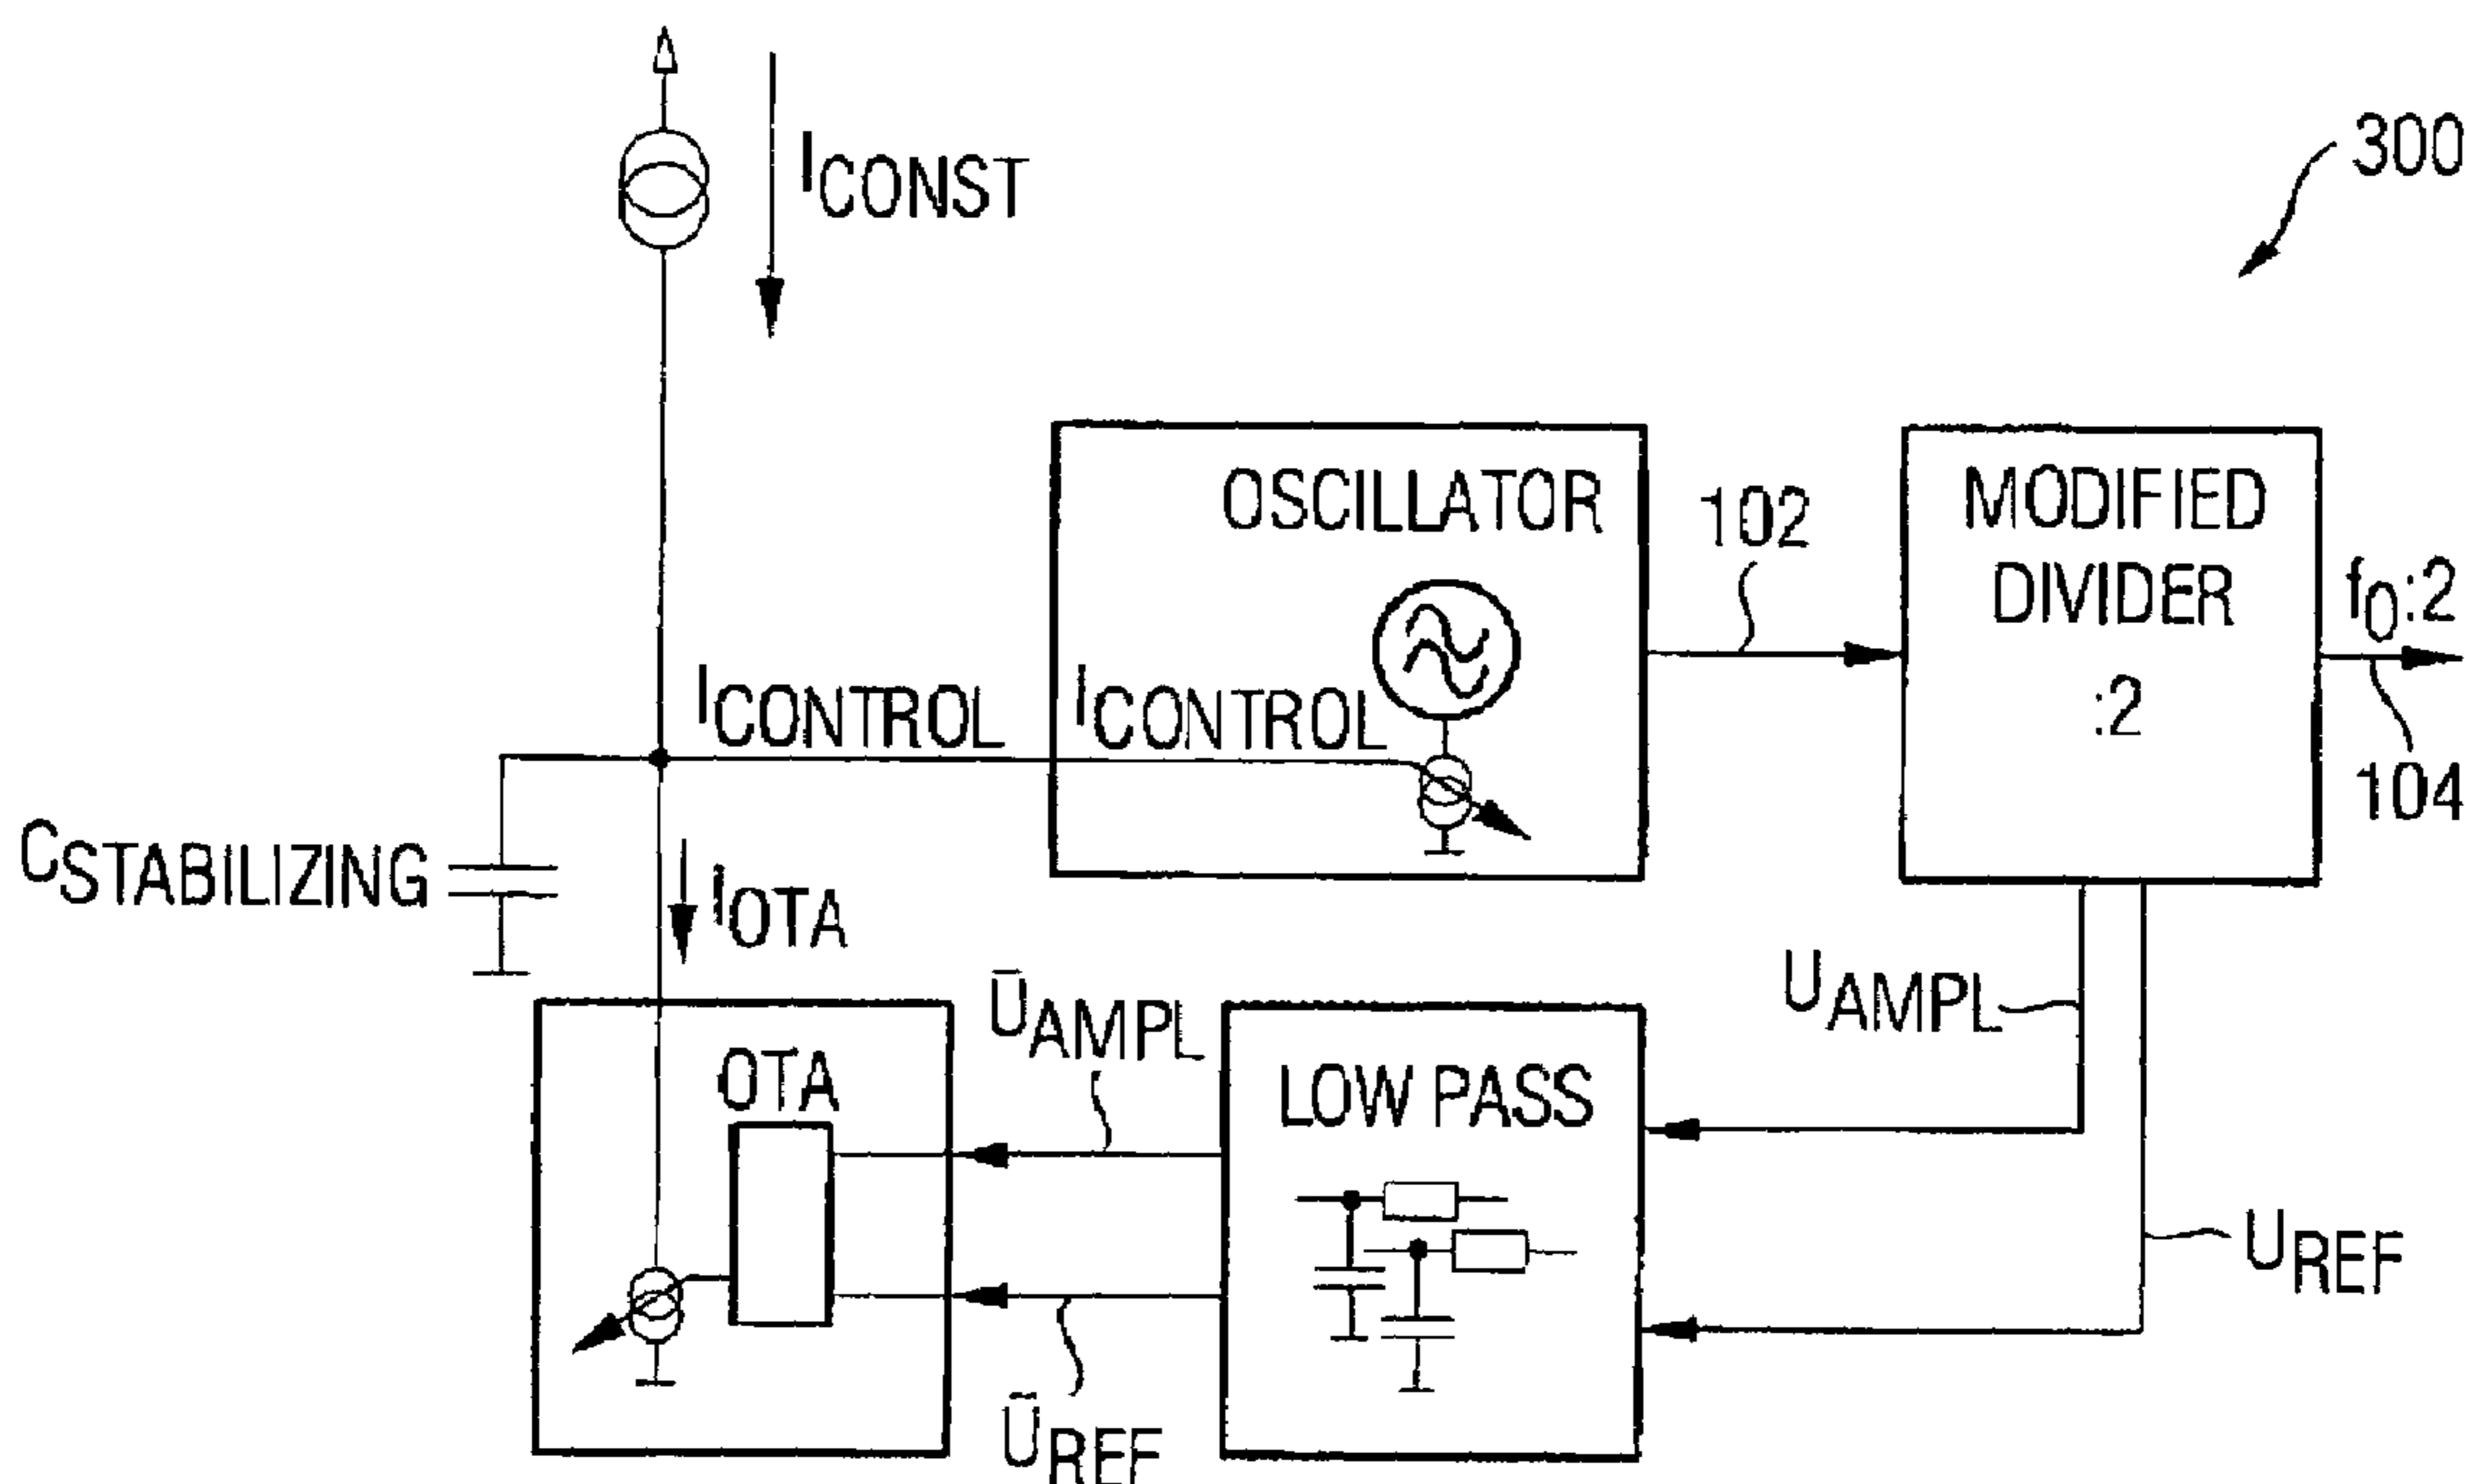 ICONST
300
OSCILLATOR
102
MODIFIED
DIVIDER
:2
f0:2
104
ICONTROL
ICONTROL
CSTABILIZING
IOTA
ŪAMPL
UAMPL
OTA
LOW PASS
UREF
ŪREF